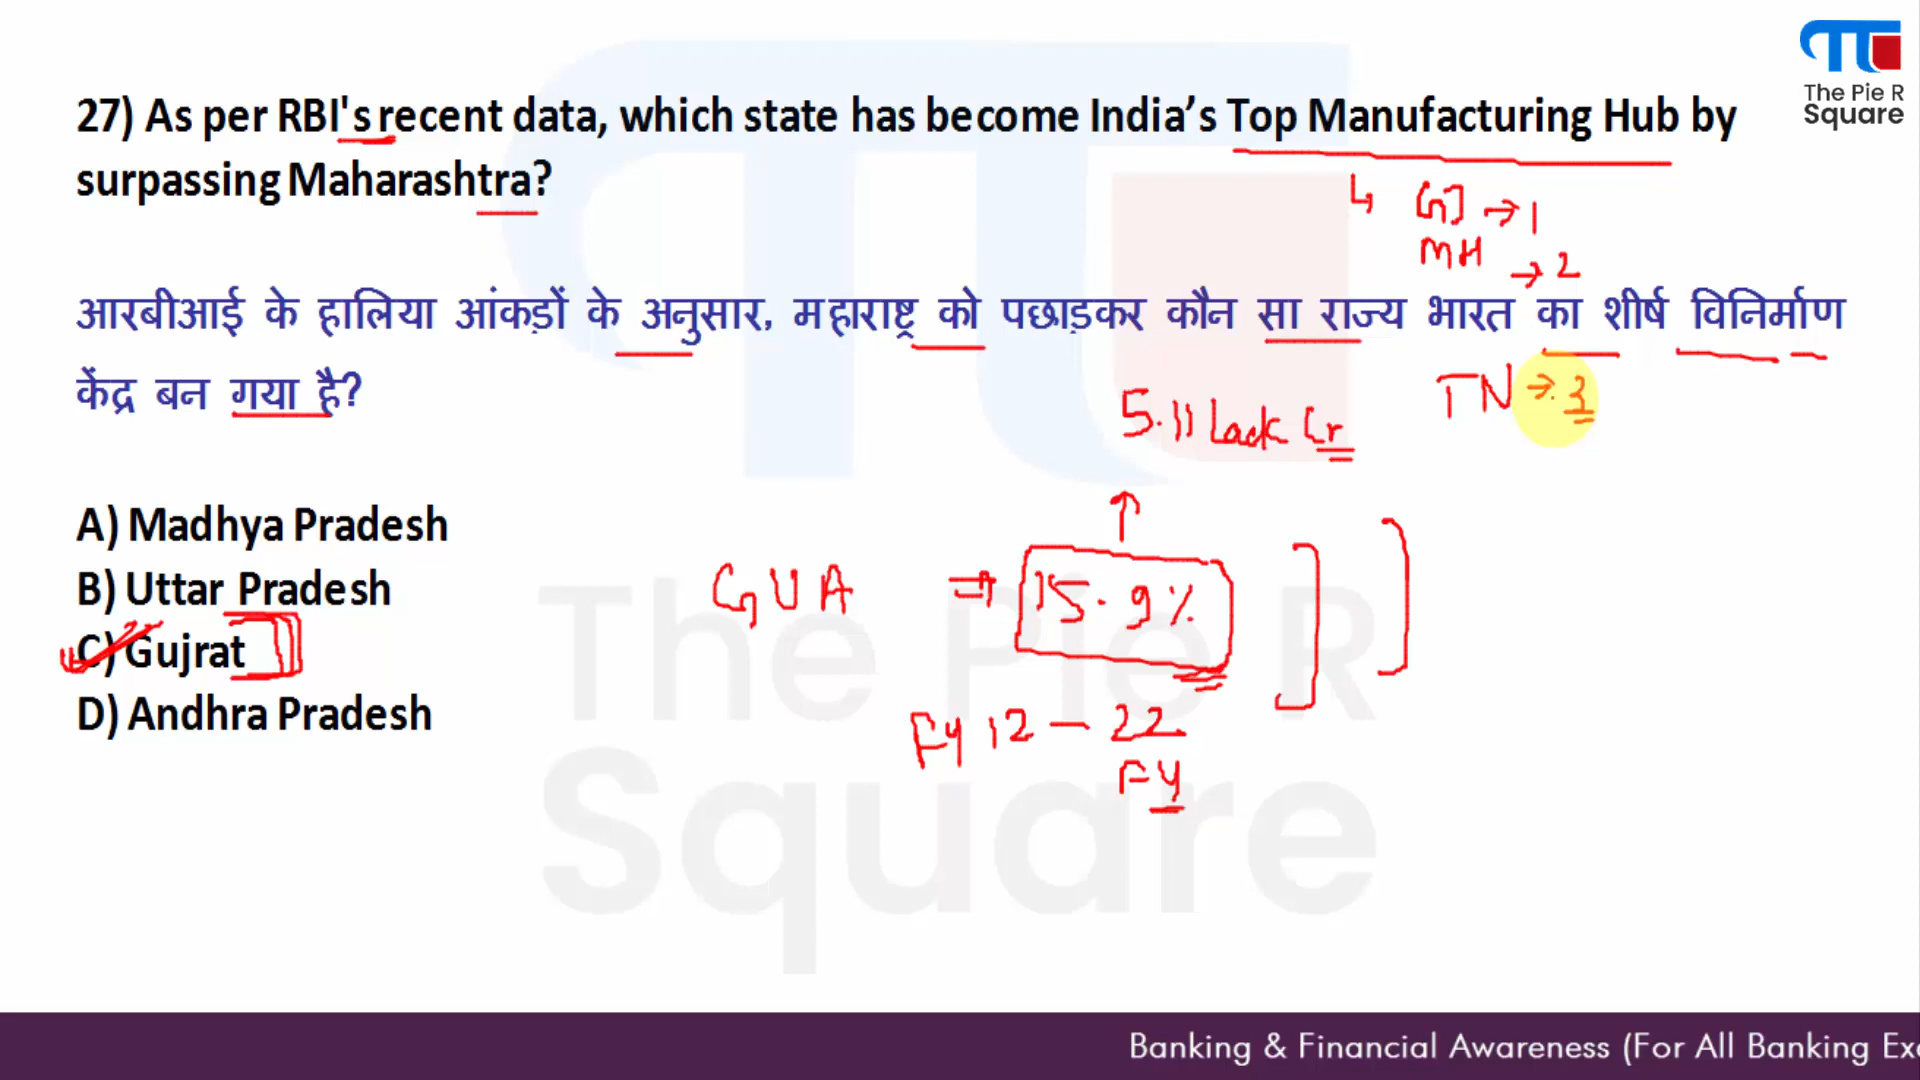 The Pie R
Square
27) As per RBI's recent data, which state has become India’s Top Manufacturing Hub by
surpassing Maharashtra?
↳ GJ → 1
MH → 2
आरबीआई के हालिया आंकड़ों के अनुसार, महाराष्ट्र को पछाड़कर कौन सा राज्य भारत का शीर्ष विनिर्माण
केंद्र बन गया है?
TN → 3
5.11 Lack Cr
A) Madhya Pradesh
B) Uttar Pradesh
GVA ⇒ 15.9%
C) Gujrat
D) Andhra Pradesh
FY 12 – 22
FY
The Pie R
Square
Banking & Financial Awareness (For All Banking Ex